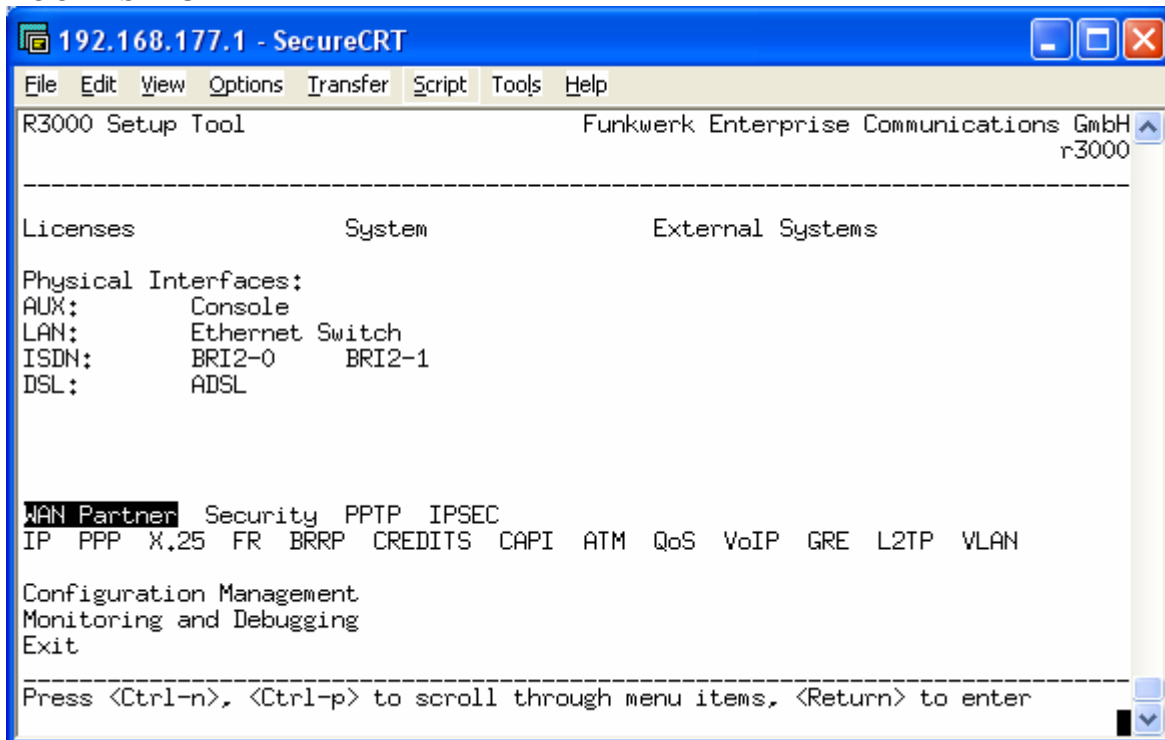 192.168.177.1 - SecureCRT
File Edit View Options Transfer Script Tools Help
R3000 Setup Tool Funkwerk Enterprise Communications GmbH
r3000
Licenses System External Systems
Physical Interfaces:
AUX: Console
LAN: Ethernet Switch
ISDN: BRI2-0 BRI2-1
DSL: ADSL
WAN Partner Security PPTP IPSEC
IP PPP X.25 FR BRRP CREDITS CAPI ATM QoS VoIP GRE L2TP VLAN
Configuration Management
Monitoring and Debugging
Exit
Press <Ctrl-n>, <Ctrl-p> to scroll through menu items, <Return> to enter